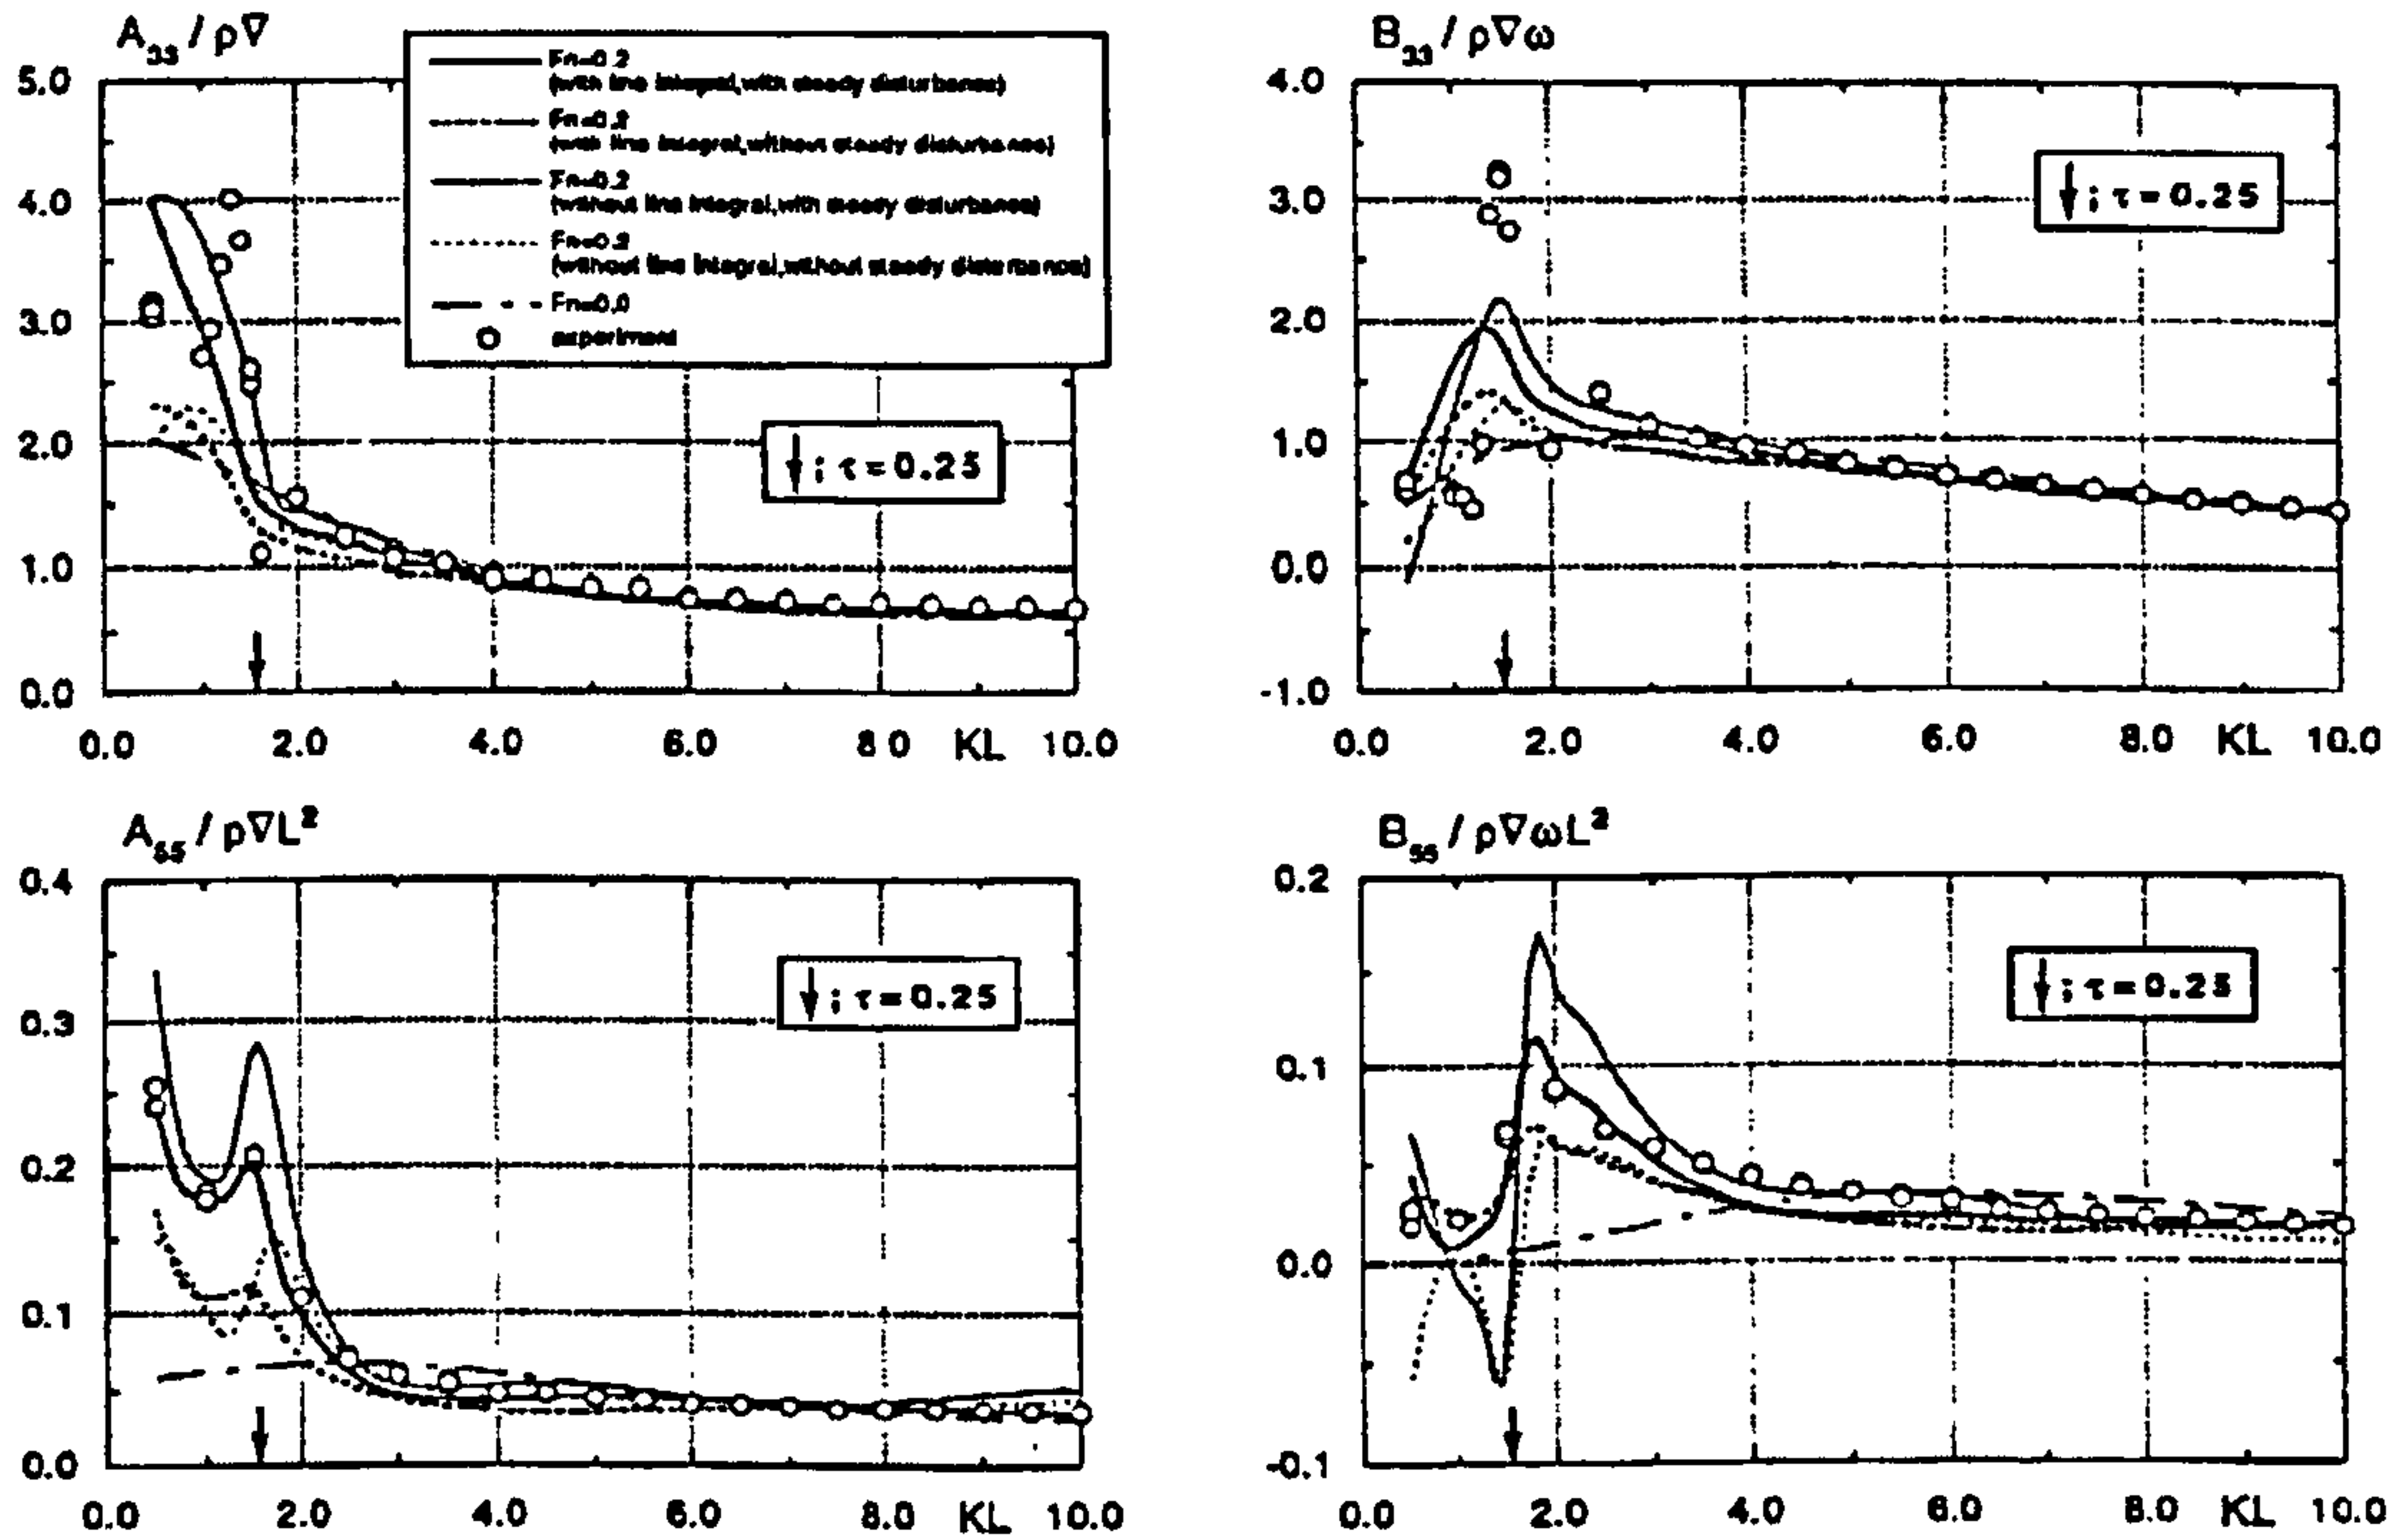 A₃₃ / ρ∇
5.0
4.0
3.0
2.0
1.0
0.0
0.0 2.0 4.0 6.0 8.0 KL 10.0
Fn=0.2
(with line integral,with steady disturbance)
Fn=0.2
(with line integral,without steady disturbance)
Fn=0.2
(without line integral,with steady disturbance)
Fn=0.2
(without line integral,without steady disturbance)
Fn=0.0
experiment
; τ=0.25
B₃₃ / ρ∇ω
4.0
3.0
2.0
1.0
0.0
-1.0
0.0 2.0 4.0 6.0 8.0 KL 10.0
; τ=0.25
A₅₅ / ρ∇L²
0.4
0.3
0.2
0.1
0.0
0.0 2.0 4.0 6.0 8.0 KL 10.0
; τ=0.25
B₅₅ / ρ∇ωL²
0.2
0.1
0.0
-0.1
0.0 2.0 4.0 6.0 8.0 KL 10.0
; τ=0.25